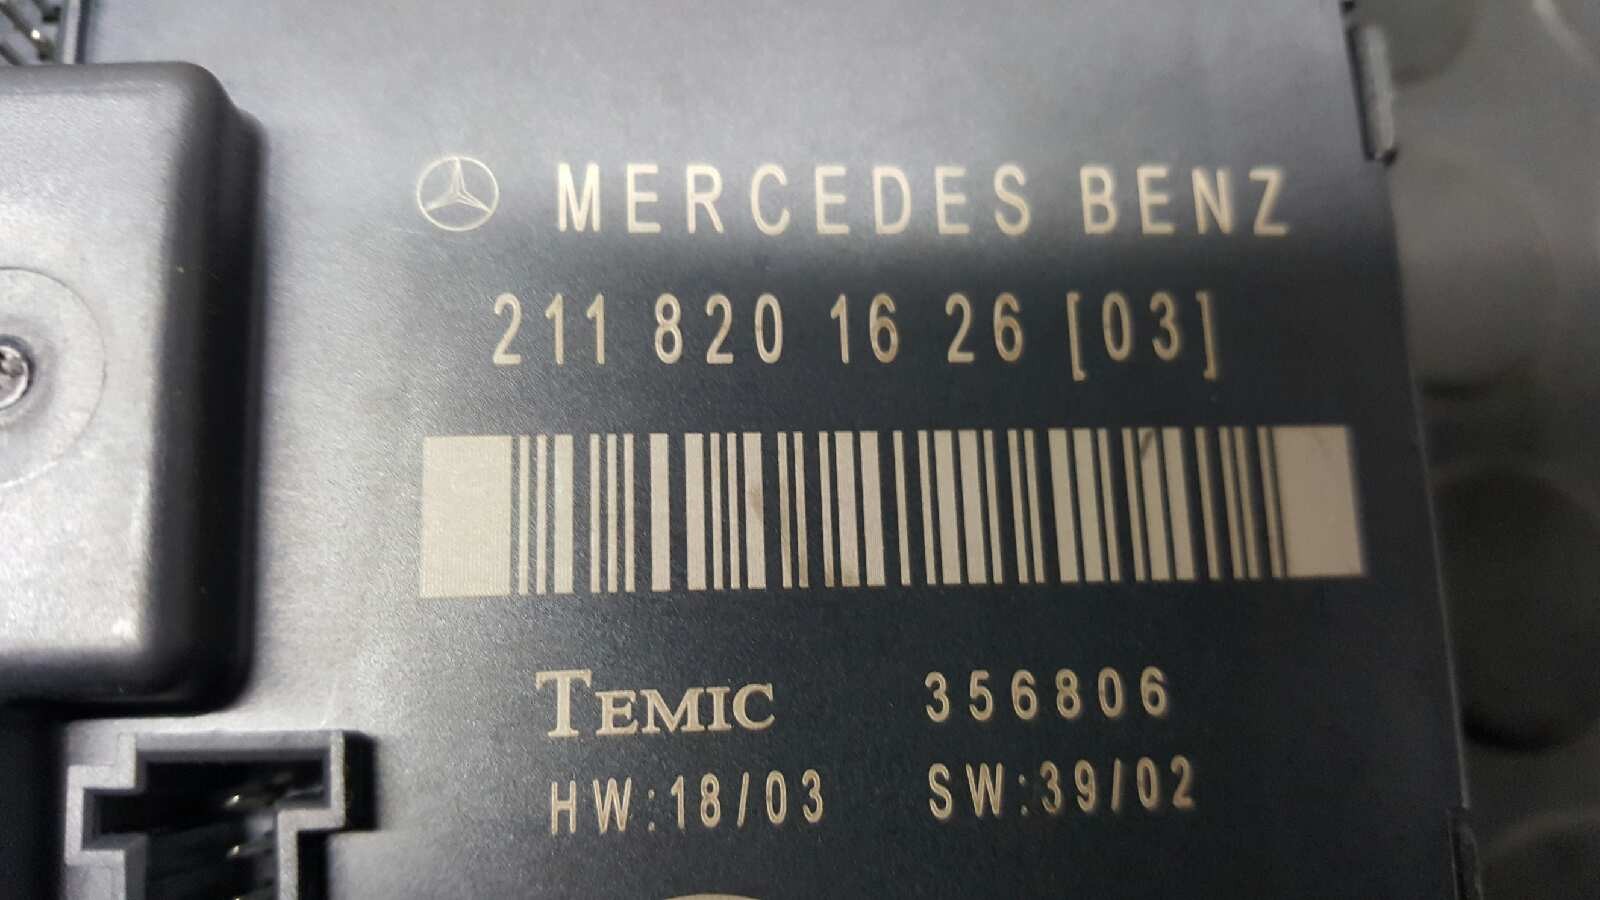 MERCEDES BENZ
211 820 16 26 [03]
TEMIC 356806
HW:18/03 SW:39/02